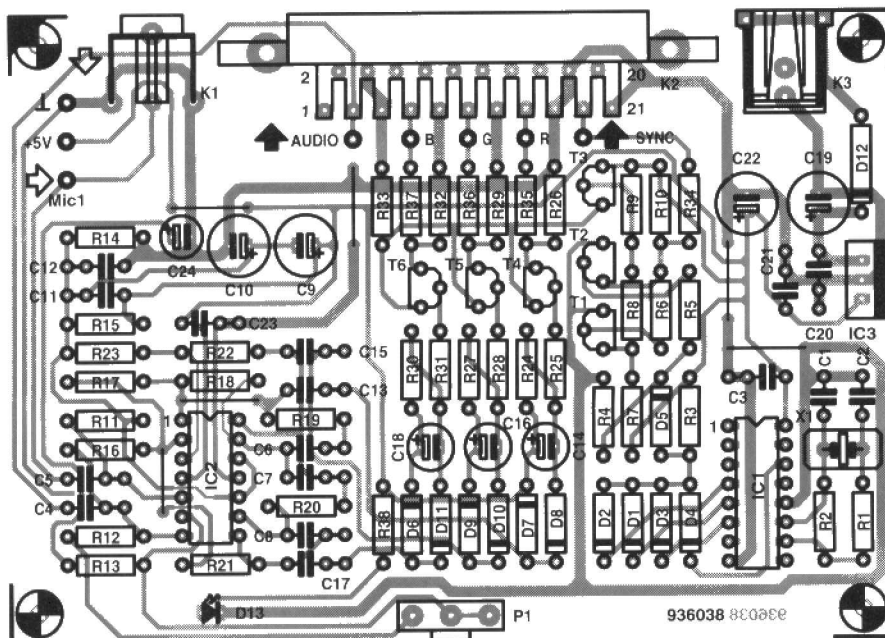 K1
2
20
K2
K3
1
21
⊥
+5V
Mic1
AUDIO
B
G
R
SYNC
T3
C22
C19
D12
R33
R37
R32
R36
R29
R35
R26
R9
R10
R34
R14
C24
C10
C9
C12
C11
T6
T5
T4
T2
T1
C21
R15
C23
R8
R6
R5
C20
IC3
R23
R22
C15
R30
R31
R27
R28
R24
R25
R17
R18
C13
C3
C1
C2
R11
R19
R4
R7
D5
R3
X1
R16
1
C6
C18
C16
C14
1
C5
IC2
C7
IC1
C4
R20
R38
D6
D11
D9
D10
D7
D8
D2
D1
D3
D4
R2
R1
R12
C8
R13
R21
C17
D13
P1
936038
936038